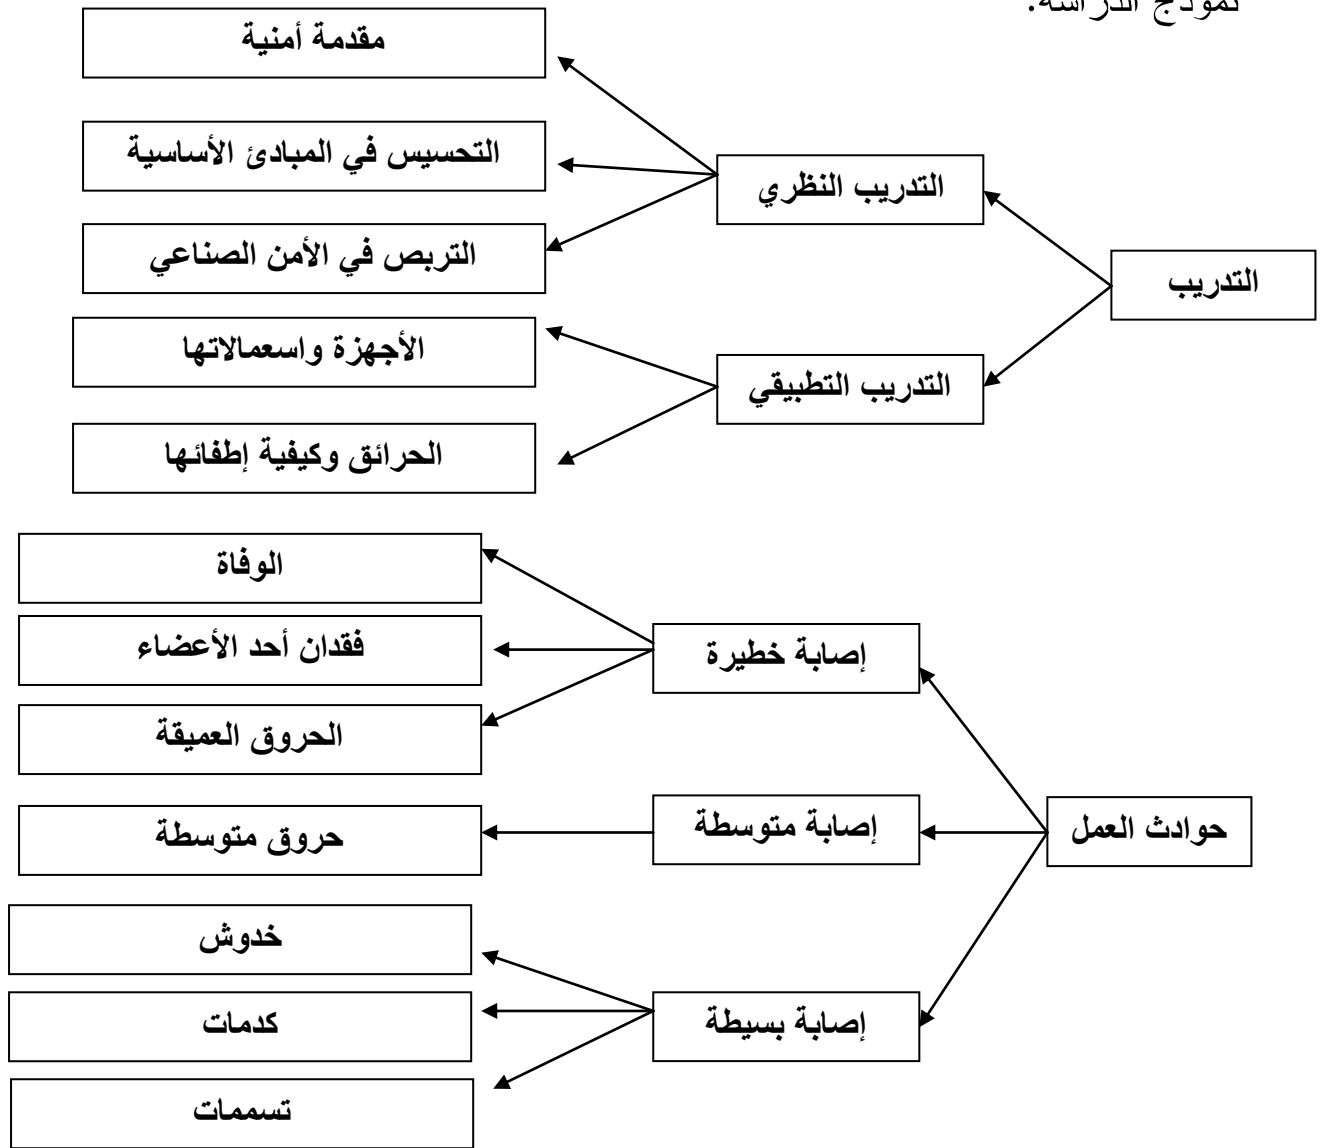 نموذج الدراسة:
مقدمة أمنية
التحسيس في المبادئ الأساسية
التدريب النظري
التربص في الأمن الصناعي
التدريب
الأجهزة واسعمالاتها
التدريب التطبيقي
الحرائق وكيفية إطفائها
الوفاة
إصابة خطيرة
فقدان أحد الأعضاء
الحروق العميقة
حوادث العمل
إصابة متوسطة
حروق متوسطة
خدوش
إصابة بسيطة
كدمات
تسممات